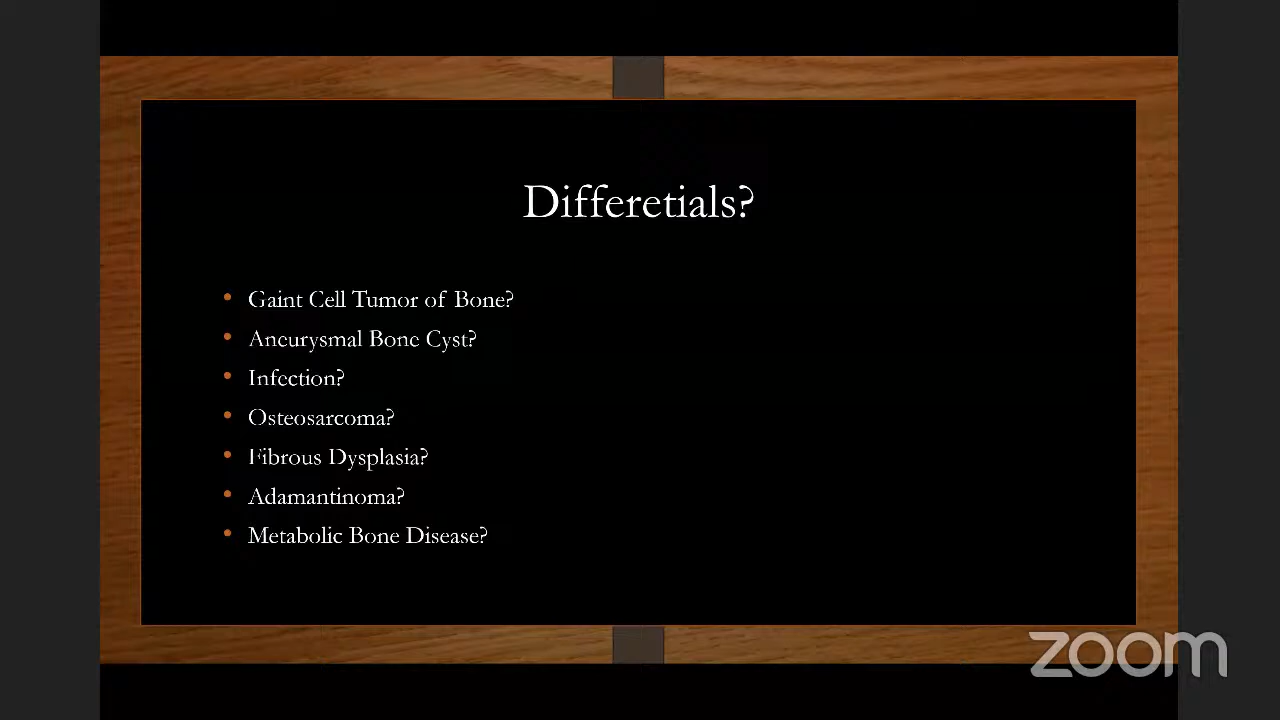 Differetials?
Gaint Cell Tumor of Bone?
Aneurysmal Bone Cyst?
Infection?
Osteosarcoma?
Fibrous Dysplasia?
Adamantinoma?
Metabolic Bone Disease?
zoom